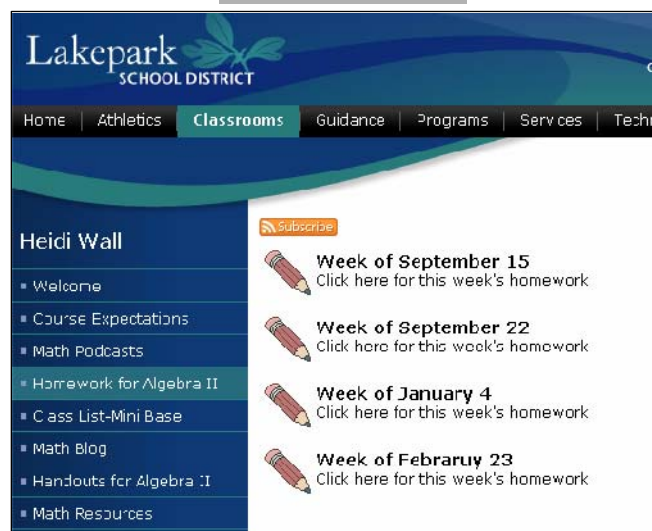 Lakepark
SCHOOL DISTRICT
Home | Athletics | Classrooms | Guidance | Programs | Services |
Subscribe
Heidi Wall
Week of September 15
Click here for this week's homework
Welcome
Course Expectations
Week of September 22
Click here for this week's homework
Math Podcasts
Homework for Algebra II
Week of January 4
Click here for this week's homework
Class List-Mini Base
Math Blog
Week of Febraruy 23
Click here for this week's homework
Handouts for Algebra II
Math Resources